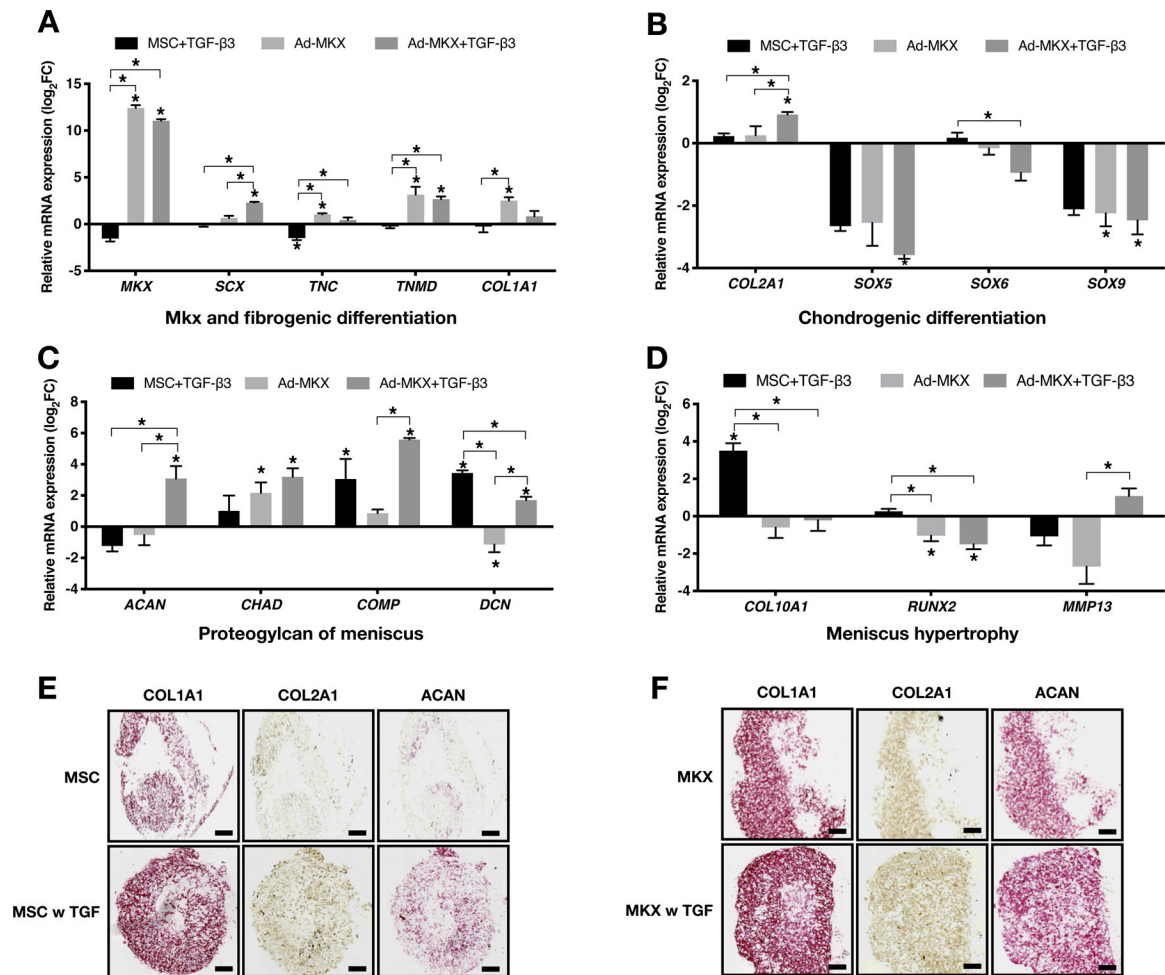 A
MSC+TGF-β3 Ad-MKX Ad-MKX+TGF-β3
Relative mRNA expression (log2FC)
15
10
5
0
-5
* * * * * * * * * * * * * * * * *
MKX SCX TNC TNMD COL1A1
Mkx and fibrogenic differentiation
B
MSC+TGF-β3 Ad-MKX Ad-MKX+TGF-β3
Relative mRNA expression (log2FC)
2
0
-2
-4
* * * * * * *
COL2A1 SOX5 SOX6 SOX9
Chondrogenic differentiation
C
MSC+TGF-β3 Ad-MKX Ad-MKX+TGF-β3
Relative mRNA expression (log2FC)
8
6
4
2
0
-2
-4
* * * * * * * * * * * * * *
ACAN CHAD COMP DCN
Proteogylcan of meniscus
D
MSC+TGF-β3 Ad-MKX Ad-MKX+TGF-β3
Relative mRNA expression (log2FC)
6
4
2
0
-2
-4
-6
* * * * * * * *
COL10A1 RUNX2 MMP13
Meniscus hypertrophy
E
COL1A1 COL2A1 ACAN
MSC
MSC w TGF
F
COL1A1 COL2A1 ACAN
MKX
MKX w TGF